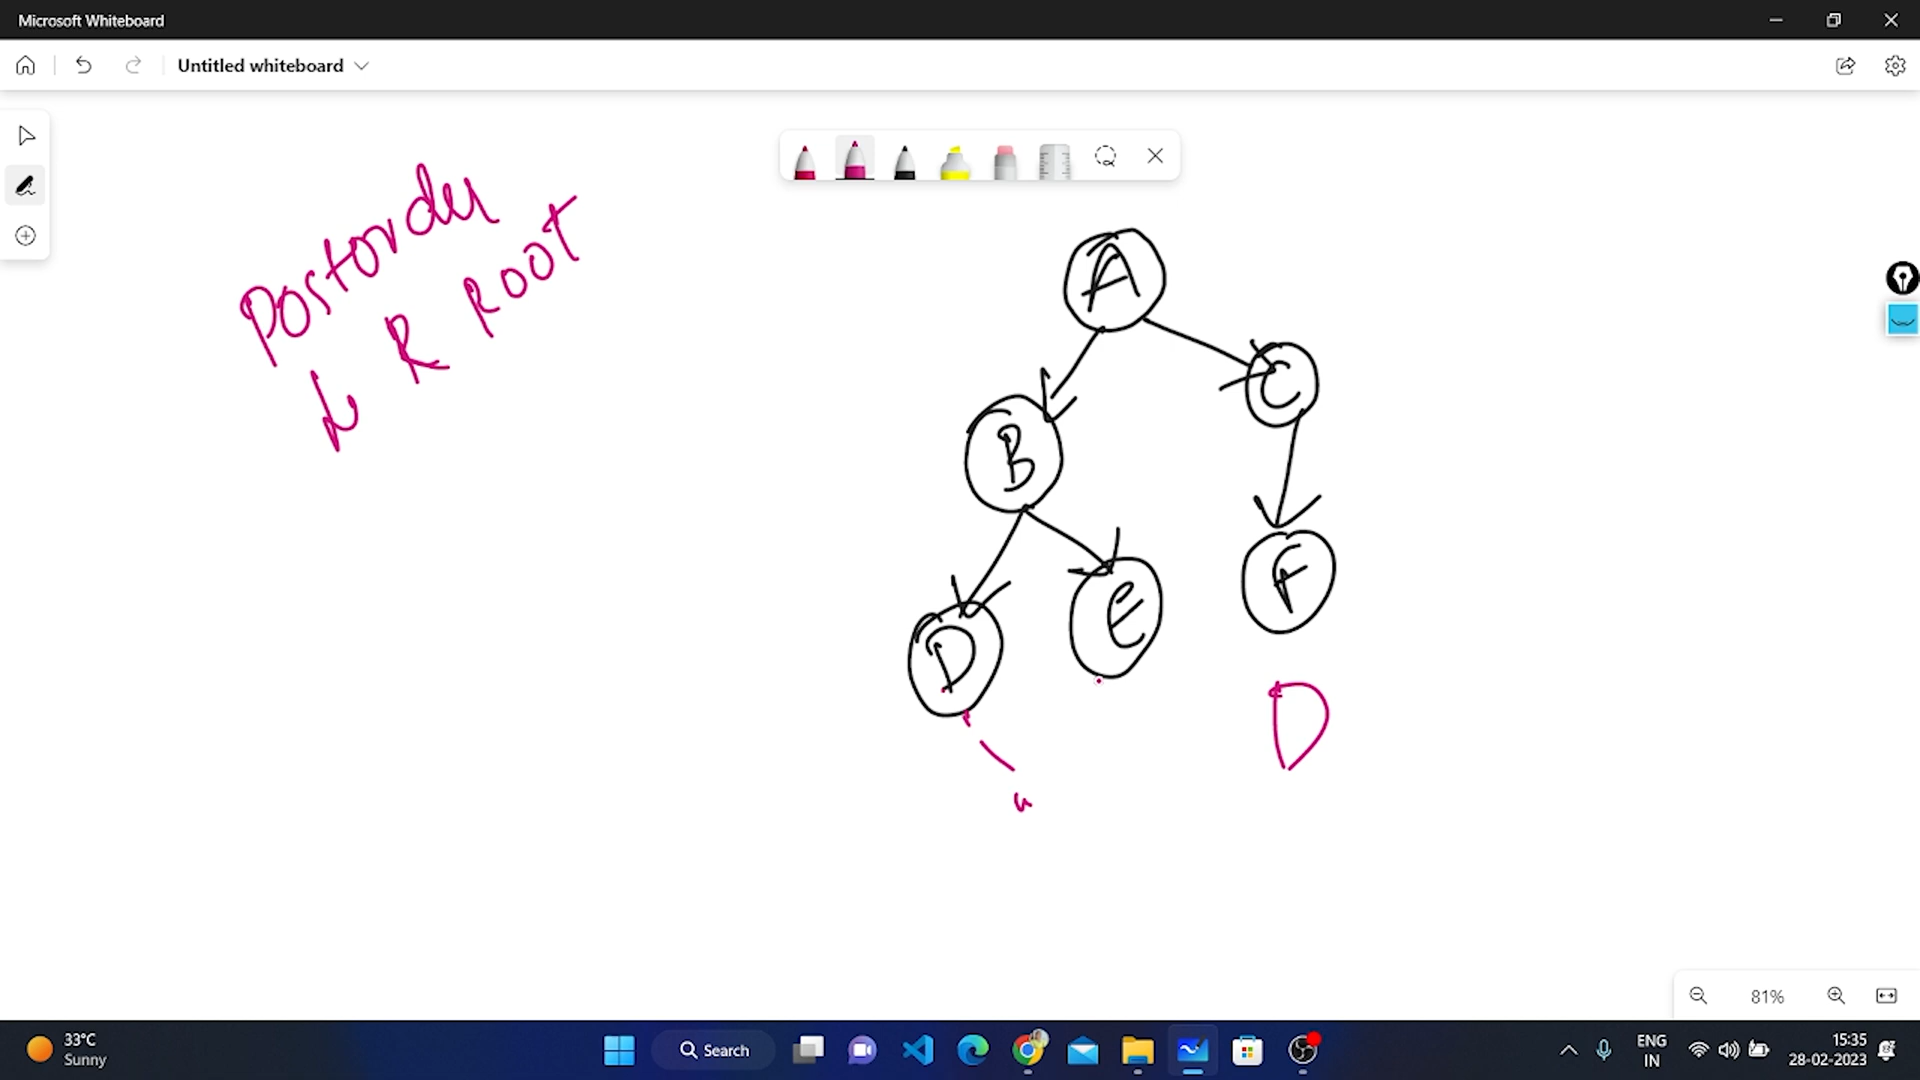 Microsoft Whiteboard
Untitled whiteboard
Postorder
L R ROOT
A
B
C
D
E
F
D
81%
33°C
Sunny
Search
ENG
IN
15:35
28-02-2023